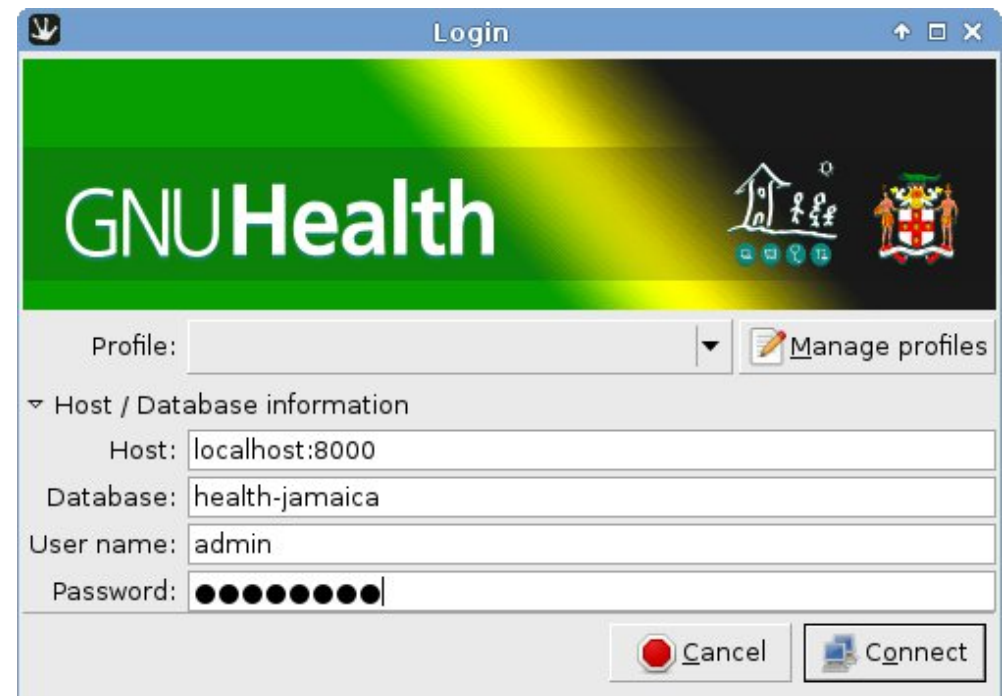 Login
GNUHealth
Profile:
Manage profiles
Host / Database information
Host: localhost:8000
Database: health-jamaica
User name: admin
Password: ●●●●●●●●
Cancel
Connect